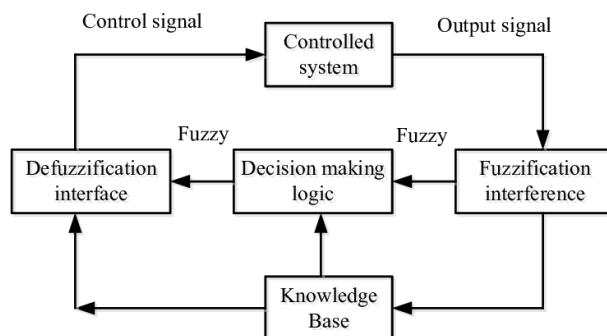 Control signal
Output signal
Controlled
system
Fuzzy
Fuzzy
Defuzzification
interface
Decision making
logic
Fuzzification
interference
Knowledge
Base